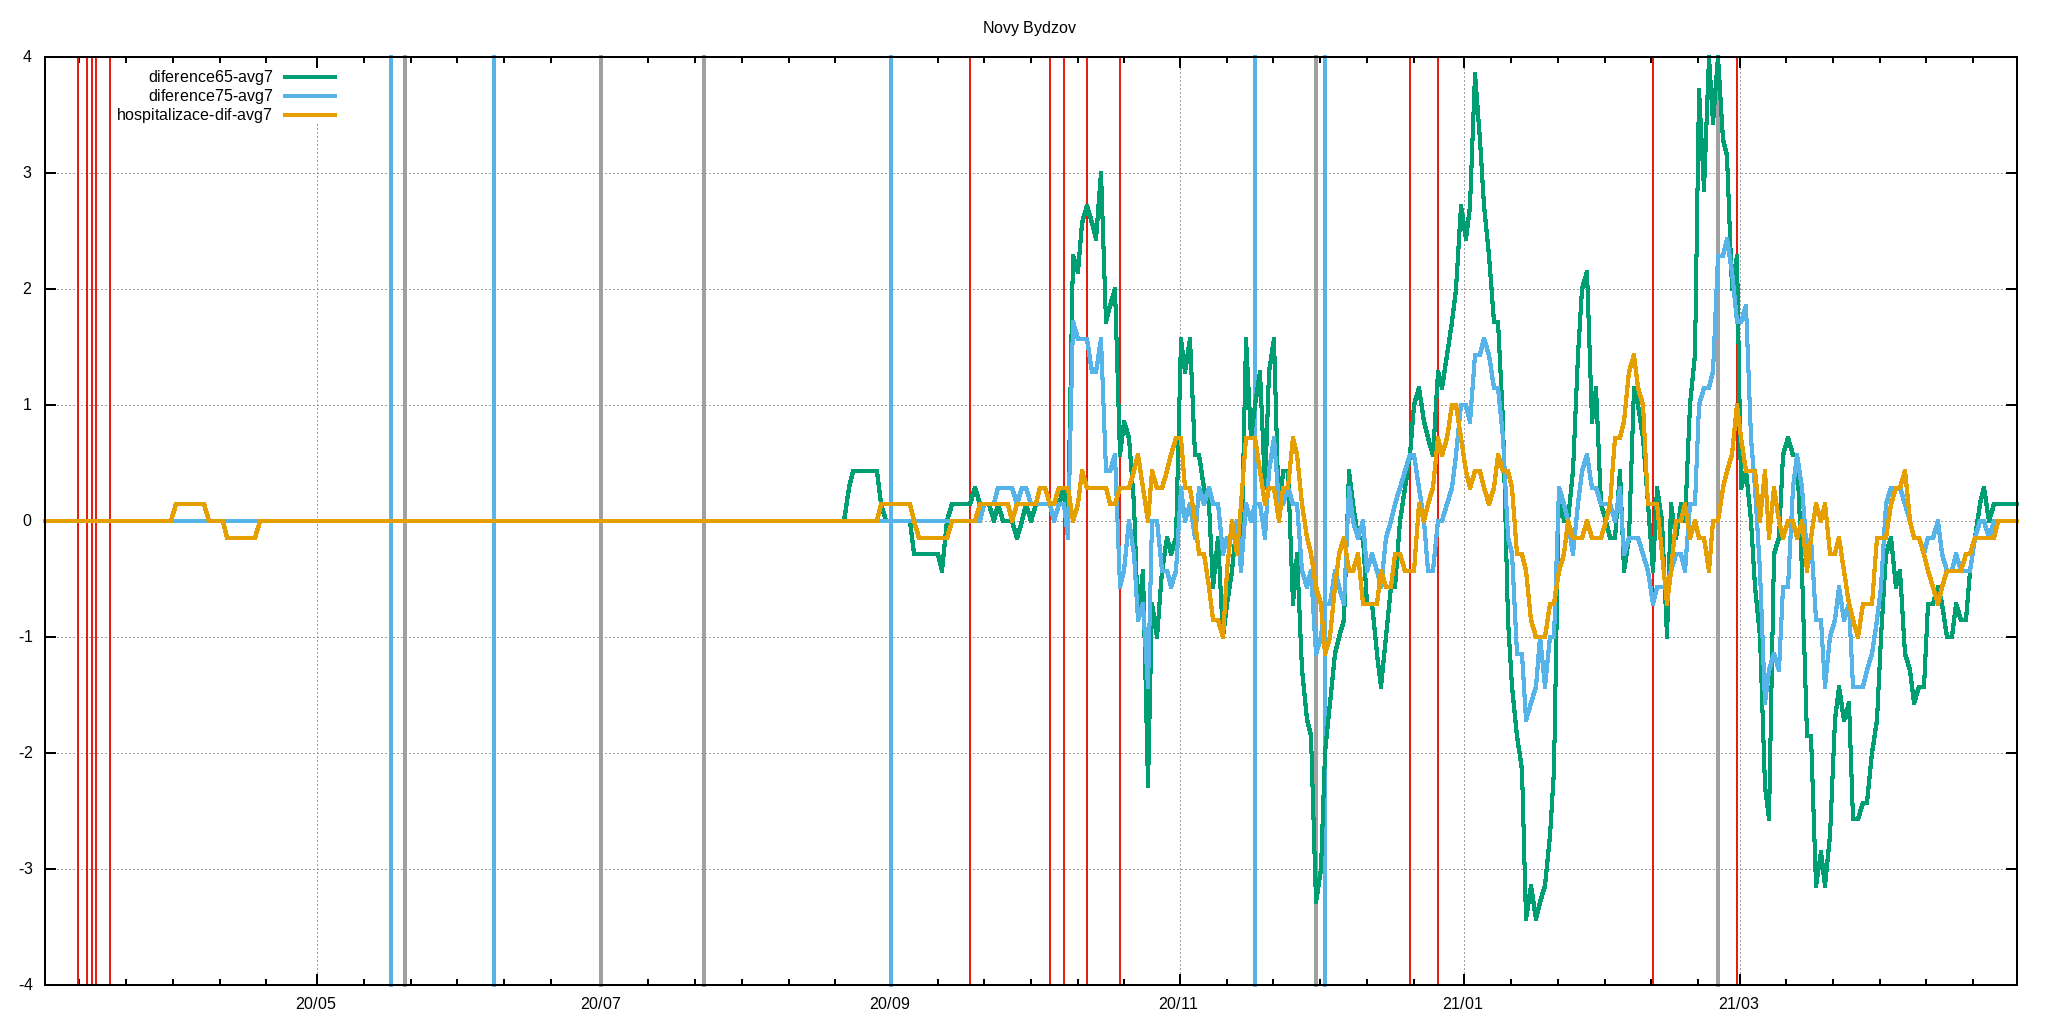 Novy Bydzov
diference65-avg7
diference75-avg7
hospitalizace-dif-avg7
4
3
2
1
0
-1
-2
-3
-4
20/05 20/07 20/09 20/11 21/01 21/03